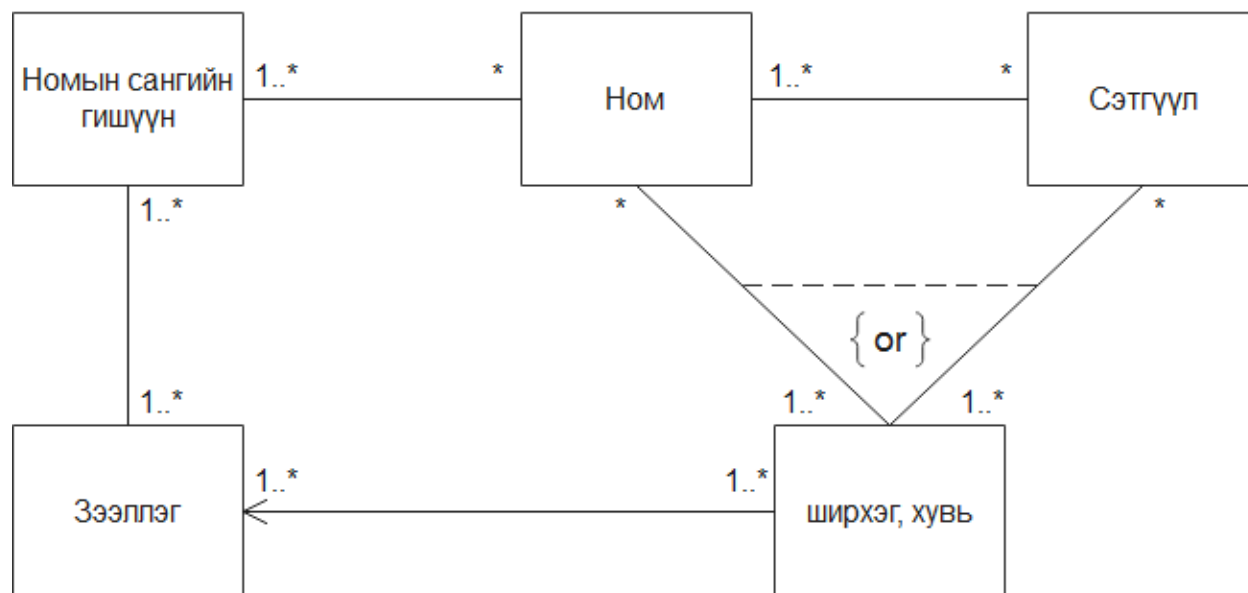 Номын сангийн
гишүүн
1..*
*
Ном
1..*
*
Сэтгүүл
1..*
*
*
{ or }
1..*
1..*
1..*
Зээллэг
1..*
1..*
ширхэг, хувь